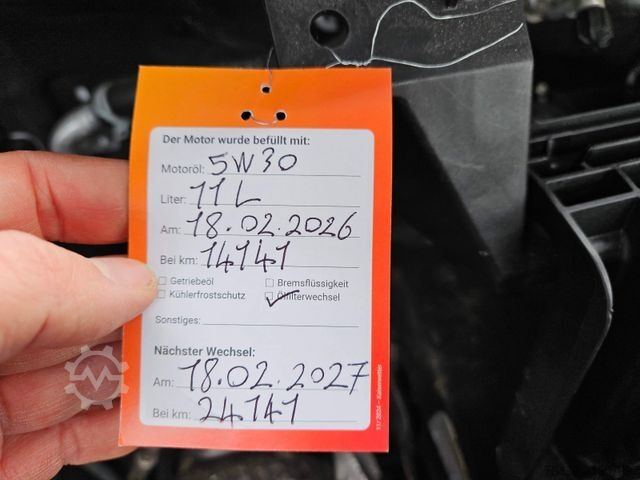 Der Motor wurde befüllt mit:
Motoröl: 5W30
Liter: 11L
Am: 18.02.2026
Bei km: 14141
Getriebeöl Bremsflüssigkeit
Kühlerfrostschutz Ölfilterwechsel
Sonstiges:
Nächster Wechsel:
Am: 18.02.2027
Bei km: 24141